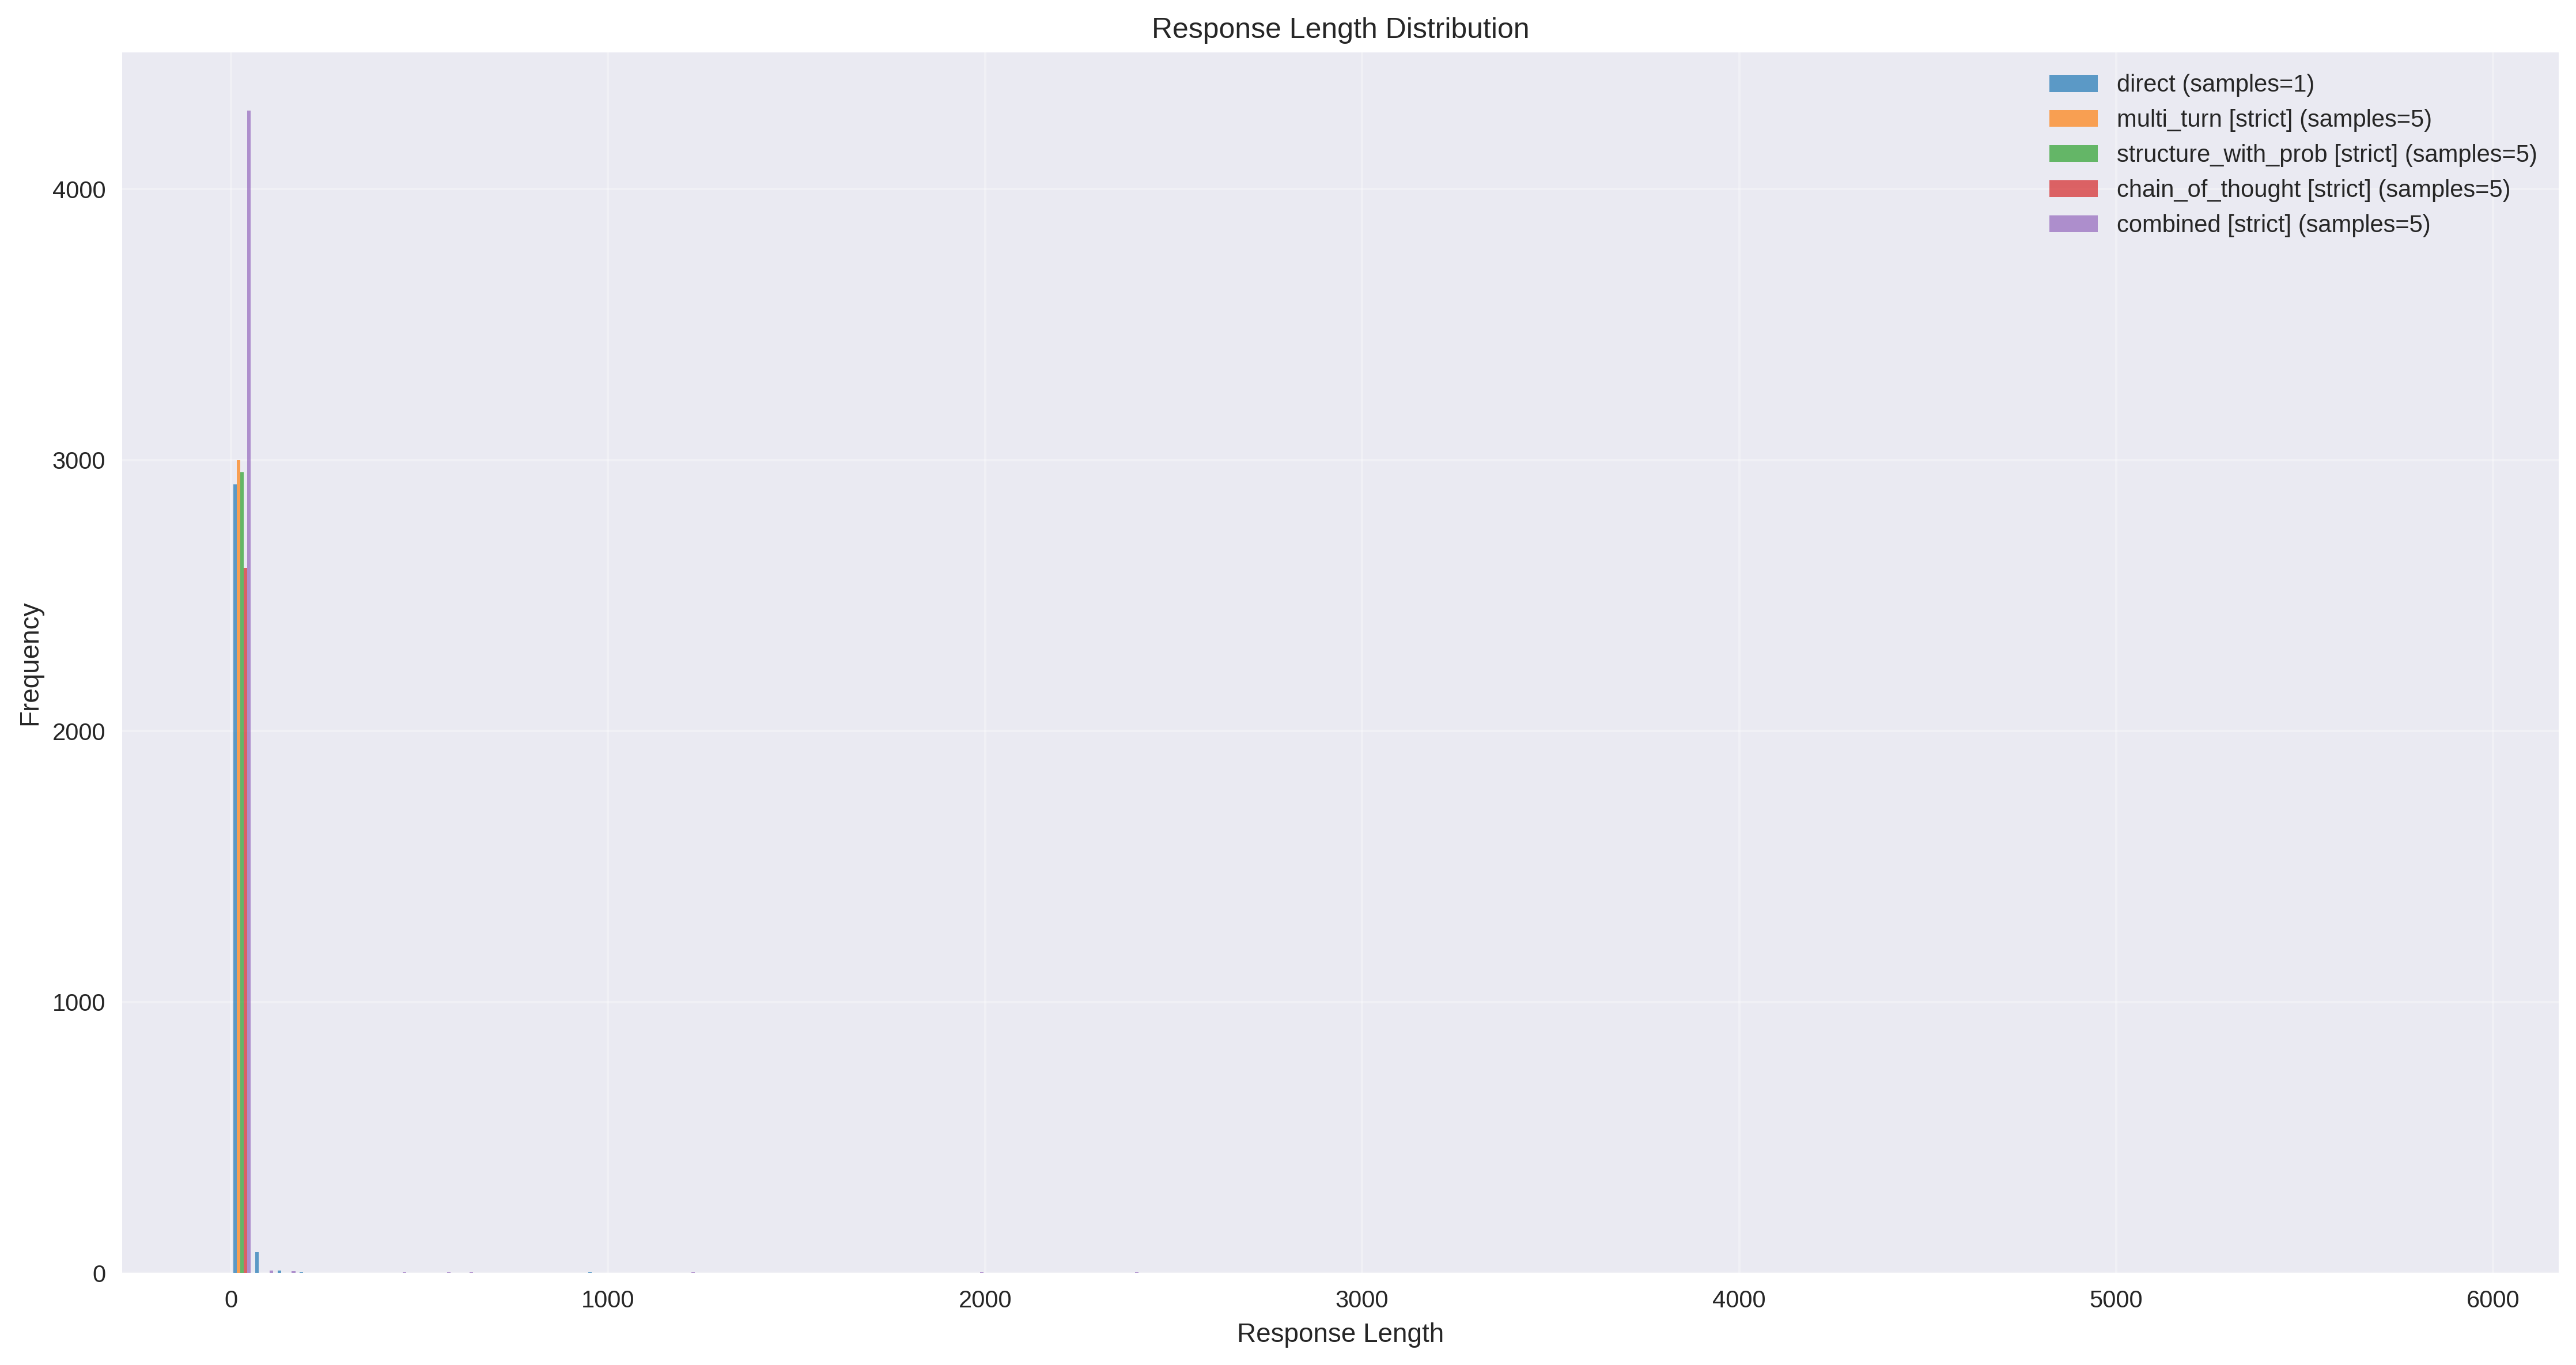 Response Length Distribution
direct (samples=1)
multi_turn [strict] (samples=5)
structure_with_prob [strict] (samples=5)
chain_of_thought [strict] (samples=5)
combined [strict] (samples=5)
Frequency
4000
3000
2000
1000
0
0 1000 2000 3000 4000 5000 6000
Response Length